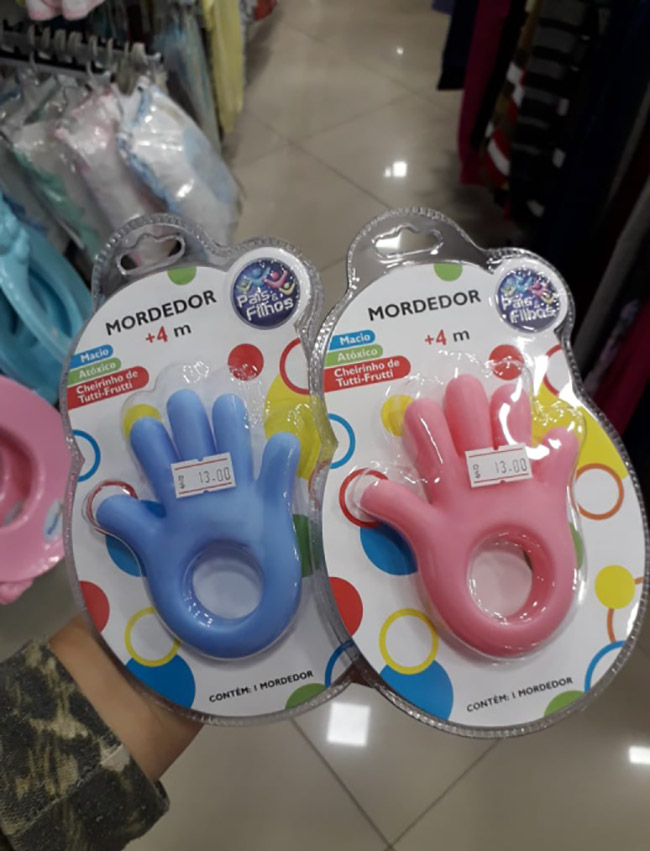 MORDEDOR
+4 m
Macio
Atóxico
Cheirinho de
Tutti-Frutti
Pais &
Filhos
13.00
CONTÉM: 1 MORDEDOR
MORDEDOR
+4 m
Macio
Atóxico
Cheirinho de
Tutti-Frutti
Pais &
Filhos
13.00
CONTÉM: 1 MORDEDOR